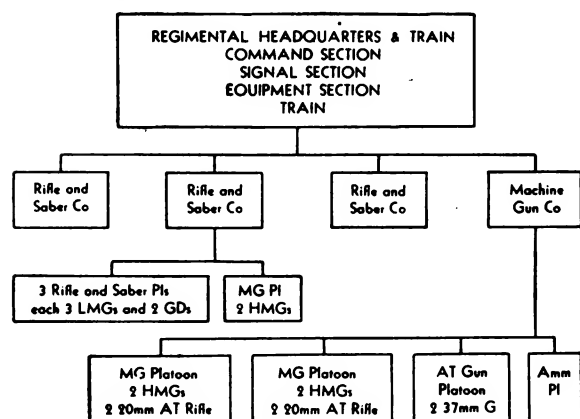 REGIMENTAL HEADQUARTERS & TRAIN
COMMAND SECTION
SIGNAL SECTION
EQUIPMENT SECTION
TRAIN
Rifle and
Saber Co
Rifle and
Saber Co
Rifle and
Saber Co
Machine
Gun Co
3 Rifle and Saber Pls
each 3 LMGs and 2 GDs
MG Pl
2 HMGs
MG Platoon
2 HMGs
2 20mm AT Rifle
MG Platoon
2 HMGs
2 20mm AT Rifle
AT Gun
Platoon
2 37mm G
Amm
Pl